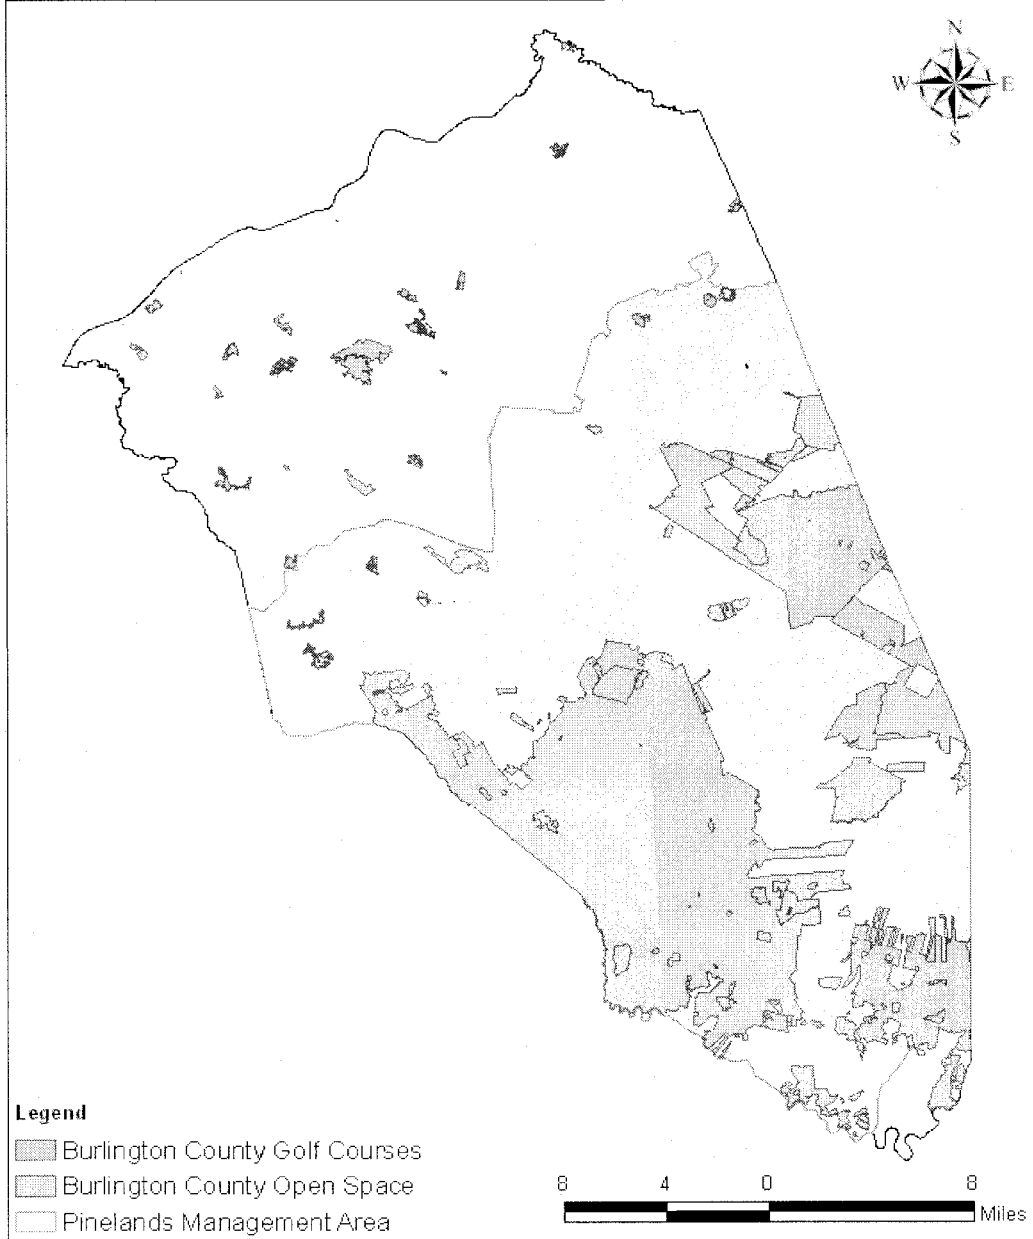 N
W E
S
Legend
Burlington County Golf Courses
Burlington County Open Space
Pinelands Management Area
8 4 0 8
Miles